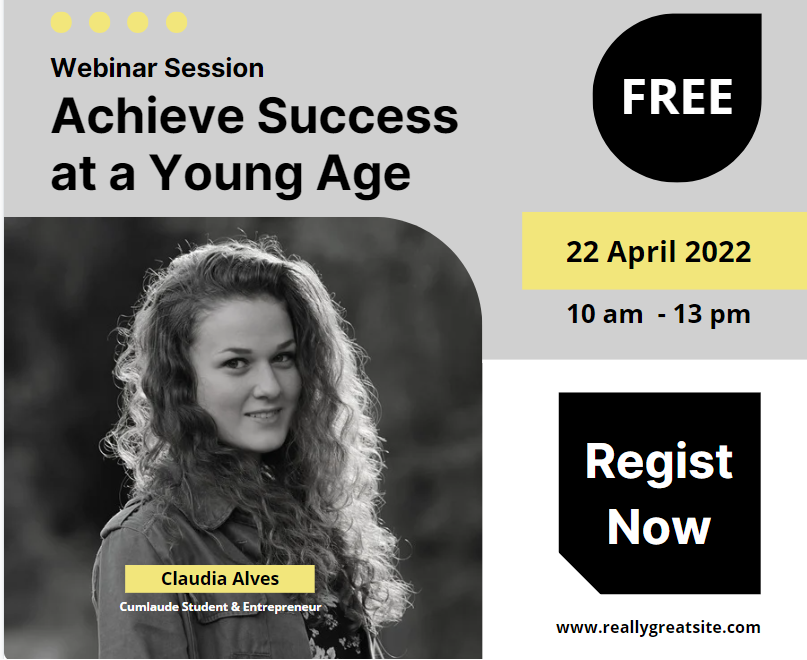 Webinar Session
Achieve Success
at a Young Age
FREE
22 April 2022
10 am  - 13 pm
Regist
Now
Claudia Alves
Cumlaude Student & Entrepreneur
www.reallygreatsite.com